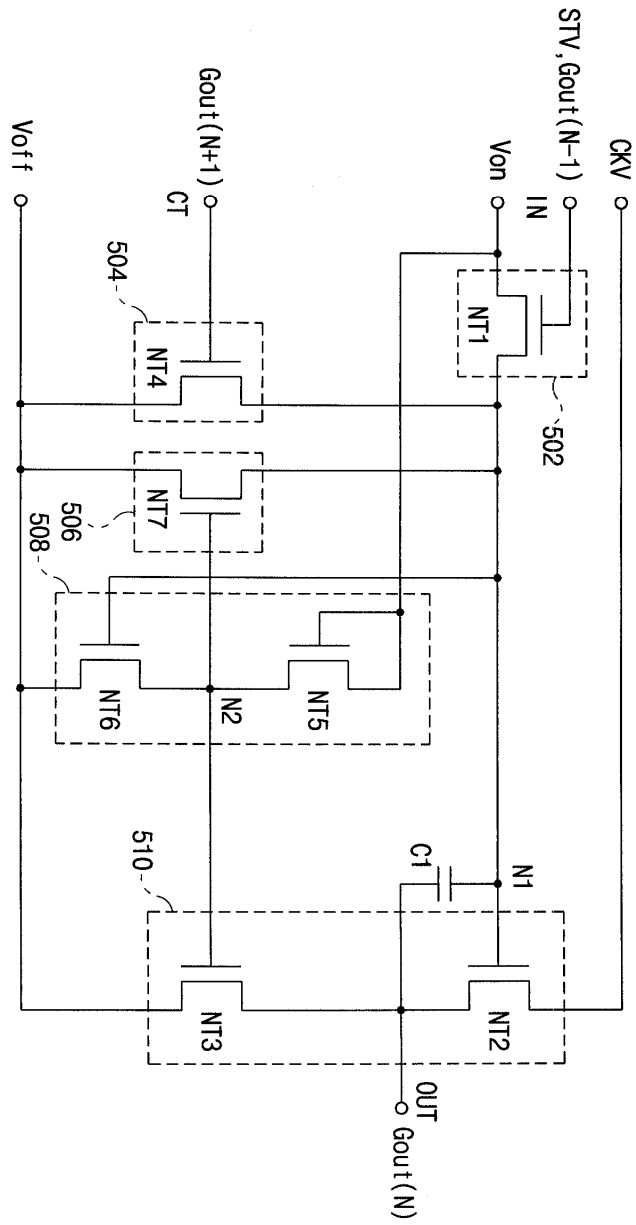 CKV
STV, Gout(N-1)
IN
Von
NT1
502
Gout(N+1)
CT
504
NT4
Voff
506
NT7
508
NT5
N2
NT6
N1
C1
510
NT2
NT3
OUT
Gout(N)